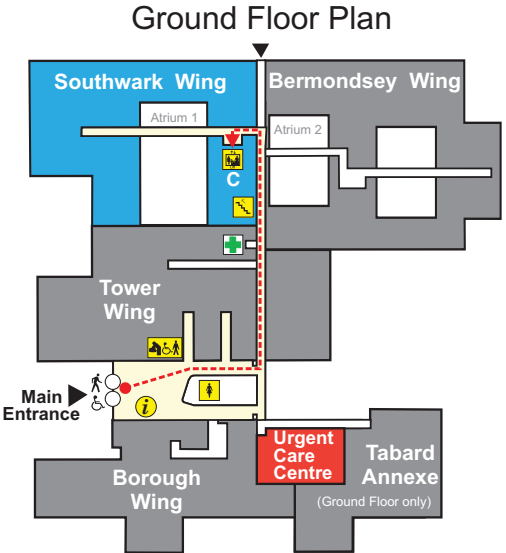 Ground Floor Plan
Southwark Wing
Bermondsey Wing
Atrium 1
Atrium 2
C
Tower
Wing
Main
Entrance
i
Urgent
Care
Centre
Tabard
Annexe
(Ground Floor only)
Borough
Wing